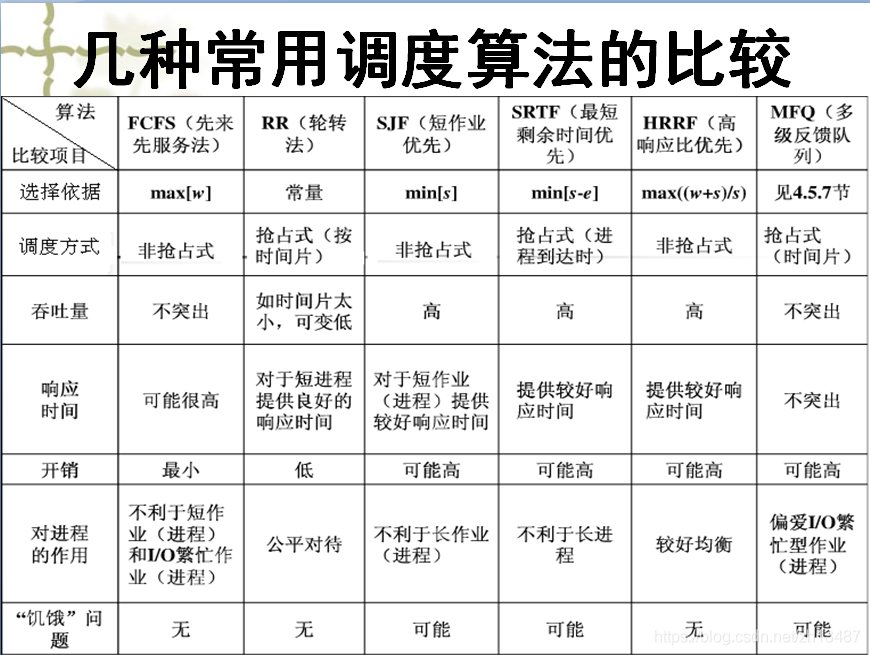 几种常用调度算法的比较
算法
比较项目
FCFS（先来
先服务法）
RR（轮转
法）
SJF（短作业
优先）
SRTF（最短
剩余时间优
先）
HRRF（高
响应比优先）
MFQ（多
级反馈队
列）
选择依据
max[w]
常量
min[s]
min[s-e]
max((w+s)/s)
见4.5.7节
调度方式
非抢占式
抢占式（按
时间片）
非抢占式
抢占式（进
程到达时）
非抢占式
抢占式
（时间片）
吞吐量
不突出
如时间片太
小，可变低
高
高
高
不突出
响应
时间
可能很高
对于短进程
提供良好的
响应时间
对于短作业
（进程）提供
较好响应时间
提供较好响
应时间
提供较好响
应时间
不突出
开销
最小
低
可能高
可能高
可能高
可能高
对进程
的作用
不利于短作
业（进程）
和I/O繁忙作
业（进程）
公平对待
不利于长作业
（进程）
不利于长进
程
较好均衡
偏爱I/O繁
忙型作业
（进程）
“饥饿”问
题
无
无
可能
可能
无
可能